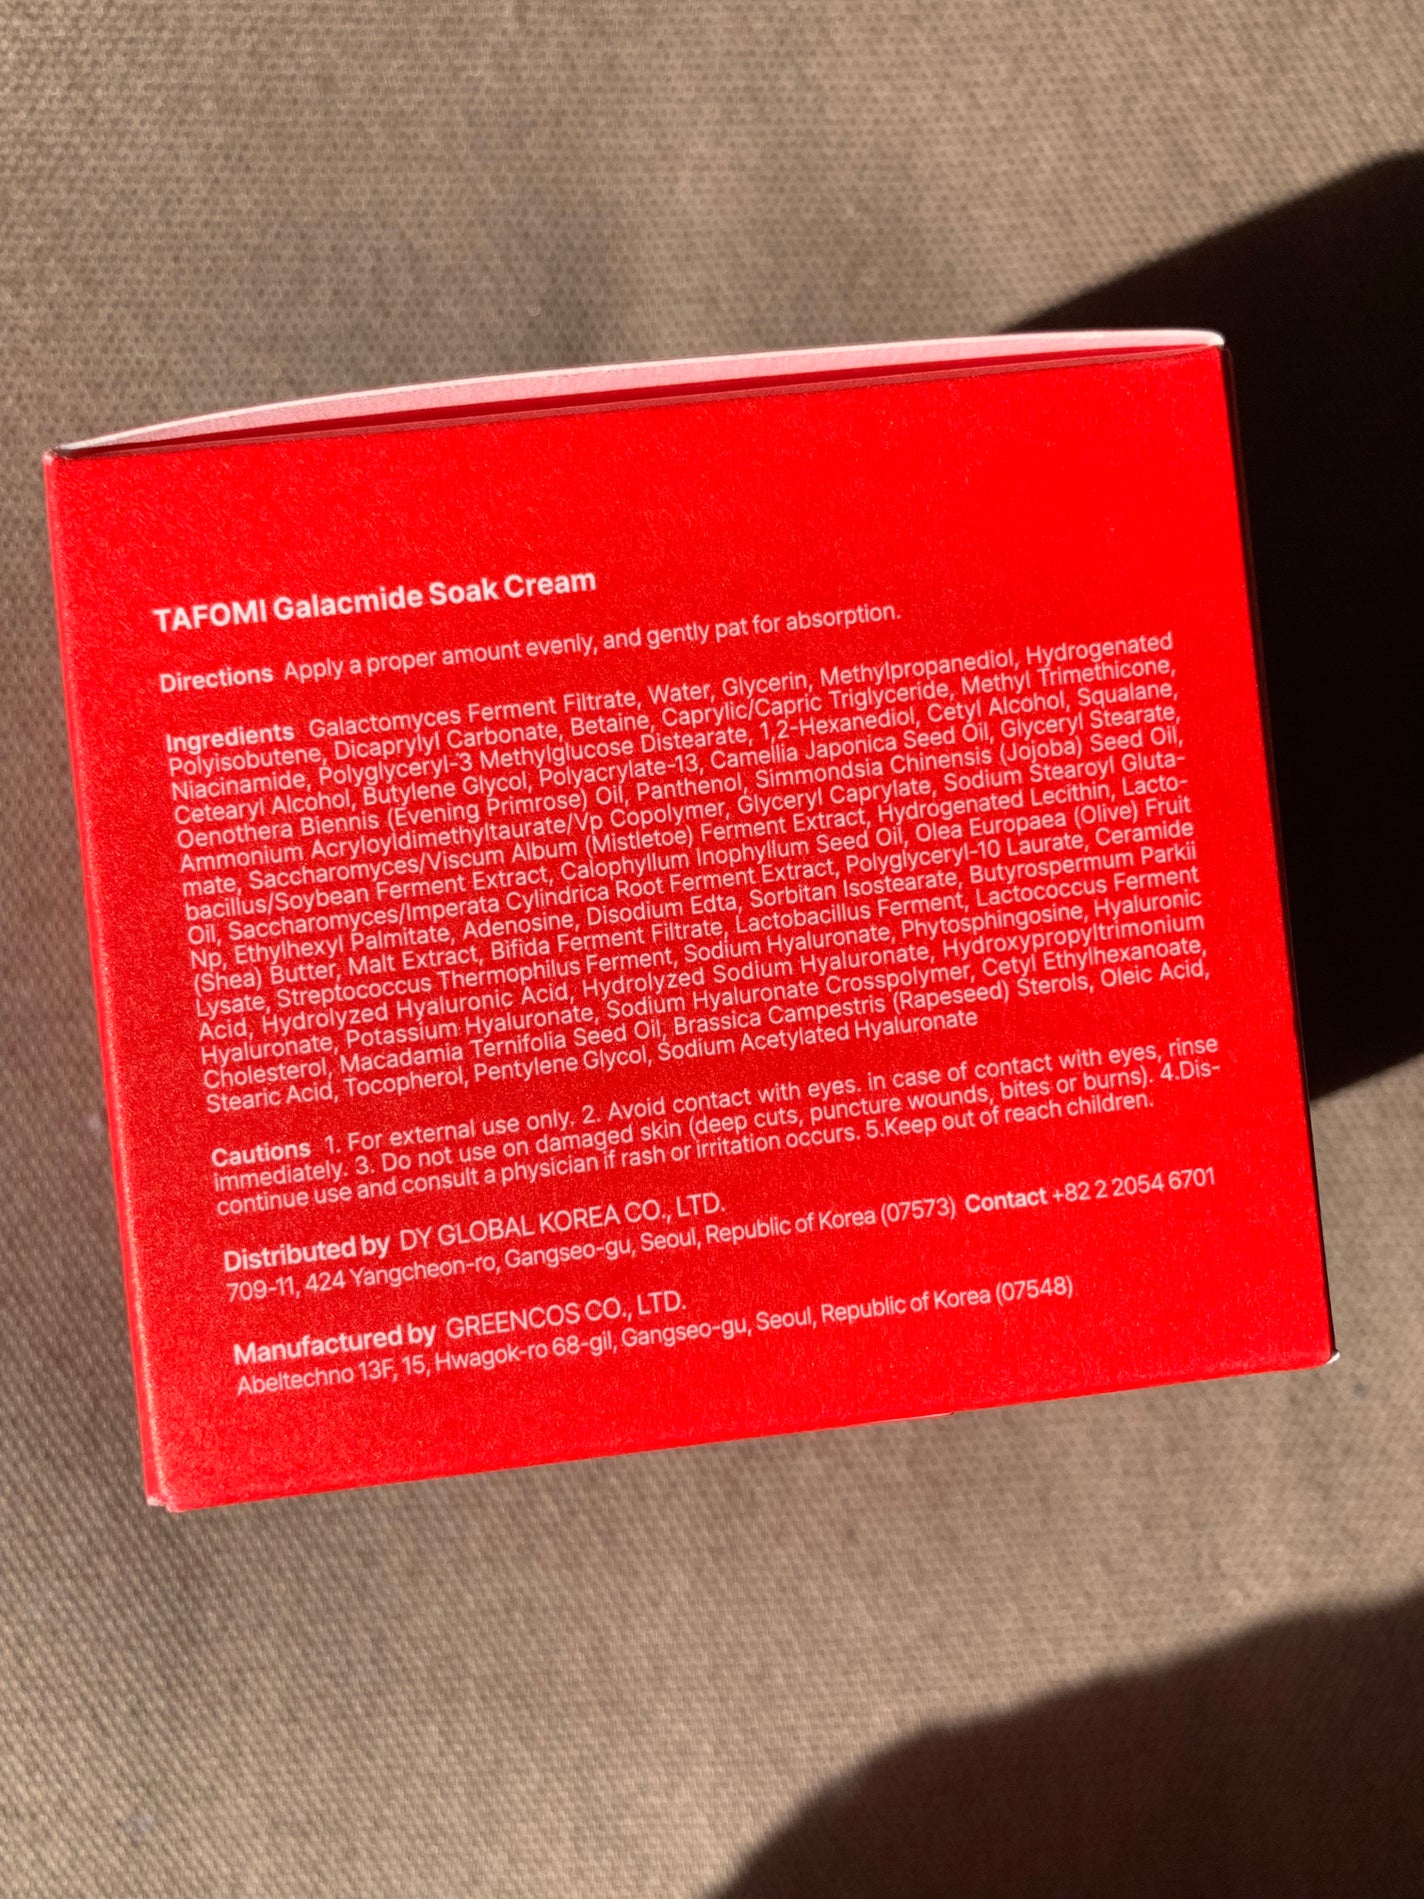 TAFOMI Galacmide Soak Cream
Directions Apply a proper amount evenly, and gently pat for absorption.
Ingredients Galactomyces Ferment Filtrate, Water, Glycerin, Methylpropanediol, Hydrogenated
Polyisobutene, Dicaprylyl Carbonate, Betaine, Caprylic/Capric Triglyceride, Methyl Trimethicone,
Niacinamide, Polyglyceryl-3 Methylglucose Distearate, 1,2-Hexanediol, Cetyl Alcohol, Squalane,
Cetearyl Alcohol, Butylene Glycol, Polyacrylate-13, Camellia Japonica Seed Oil, Glyceryl Stearate,
Oenothera Biennis (Evening Primrose) Oil, Panthenol, Simmondsia Chinensis (Jojoba) Seed Oil,
Ammonium Acryloyldimethyltaurate/Vp Copolymer, Glyceryl Caprylate, Sodium Stearoyl Gluta-
mate, Saccharomyces/Viscum Album (Mistletoe) Ferment Extract, Hydrogenated Lecithin, Lacto-
bacillus/Soybean Ferment Extract, Calophyllum Inophyllum Seed Oil, Olea Europaea (Olive) Fruit
Oil, Saccharomyces/Imperata Cylindrica Root Ferment Extract, Polyglyceryl-10 Laurate, Ceramide
Np, Ethylhexyl Palmitate, Adenosine, Disodium Edta, Sorbitan Isostearate, Butyrospermum Parkii
(Shea) Butter, Malt Extract, Bifida Ferment Filtrate, Lactobacillus Ferment, Lactococcus Ferment
Lysate, Streptococcus Thermophilus Ferment, Sodium Hyaluronate, Phytosphingosine, Hyaluronic
Acid, Hydrolyzed Hyaluronic Acid, Hydrolyzed Sodium Hyaluronate, Hydroxypropyltrimonium
Hyaluronate, Potassium Hyaluronate, Sodium Hyaluronate Crosspolymer, Cetyl Ethylhexanoate,
Cholesterol, Macadamia Ternifolia Seed Oil, Brassica Campestris (Rapeseed) Sterols, Oleic Acid,
Stearic Acid, Tocopherol, Pentylene Glycol, Sodium Acetylated Hyaluronate
Cautions 1. For external use only. 2. Avoid contact with eyes. in case of contact with eyes, rinse
immediately. 3. Do not use on damaged skin (deep cuts, puncture wounds, bites or burns). 4.Dis-
continue use and consult a physician if rash or irritation occurs. 5.Keep out of reach children.
Distributed by DY GLOBAL KOREA CO., LTD.
709-11, 424 Yangcheon-ro, Gangseo-gu, Seoul, Republic of Korea (07573) Contact +82 2 2054 6701
Manufactured by GREENCOS CO., LTD.
Abeltechno 13F, 15, Hwagok-ro 68-gil, Gangseo-gu, Seoul, Republic of Korea (07548)